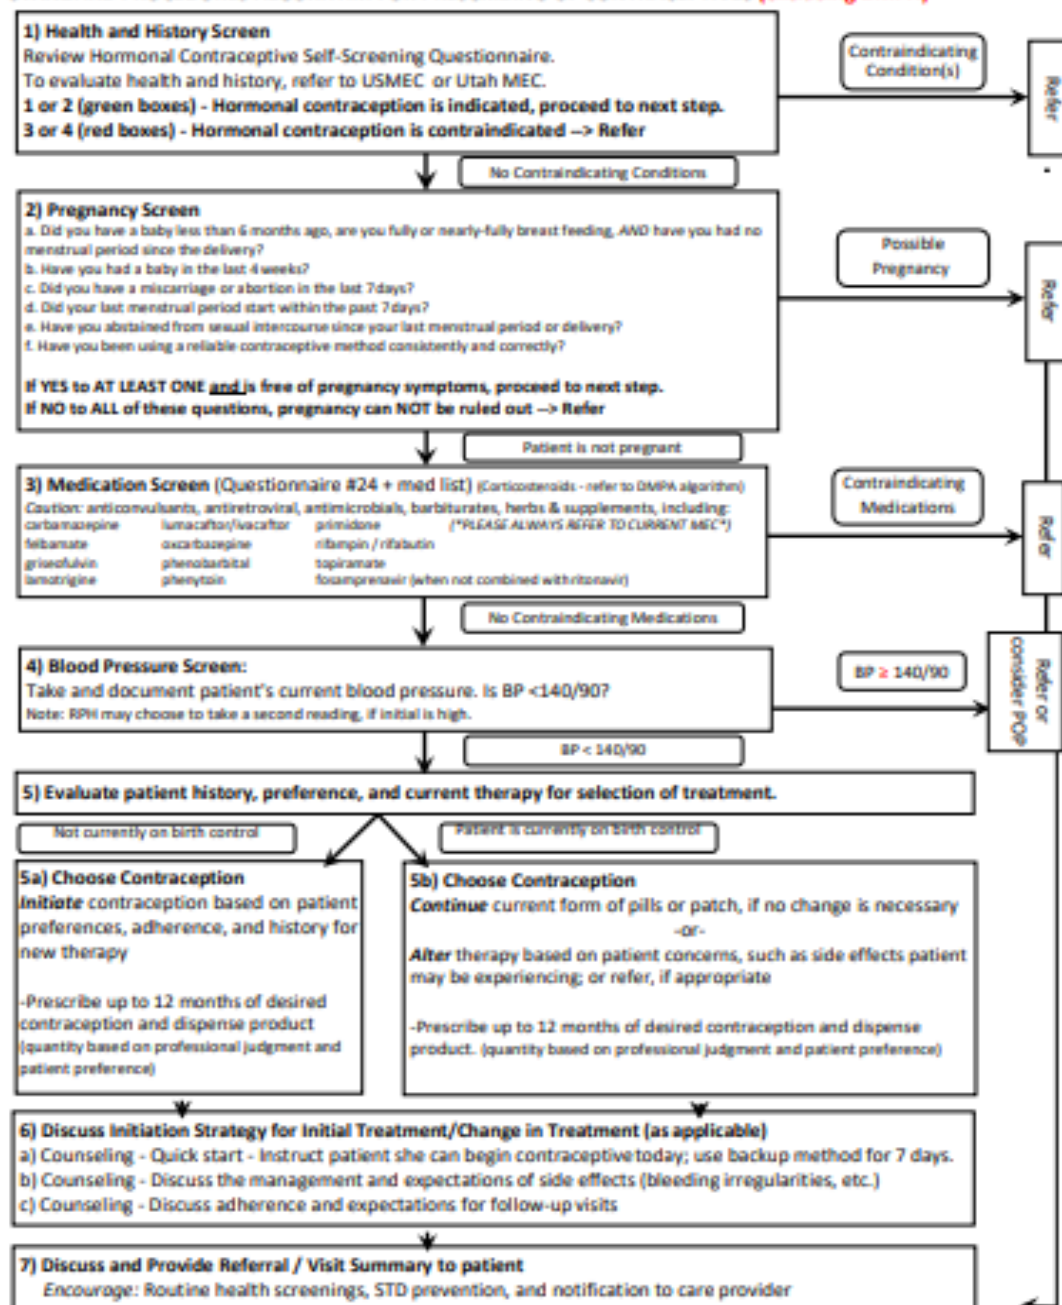 1) Health and History Screen
Review Hormonal Contraceptive Self-Screening Questionnaire.
To evaluate health and history, refer to USMEC or Utah MEC.
1 or 2 (green boxes) - Hormonal contraception is indicated, proceed to next step.
3 or 4 (red boxes) - Hormonal contraception is contraindicated --> Refer
Contraindicating
Condition(s)
Refer
No Contraindicating Conditions
2) Pregnancy Screen
a. Did you have a baby less than 6 months ago, are you fully or nearly-fully breast feeding, AND have you had no
menstrual period since the delivery?
b. Have you had a baby in the last 4 weeks?
c. Did you have a miscarriage or abortion in the last 7 days?
d. Did your last menstrual period start within the past 7 days?
e. Have you abstained from sexual intercourse since your last menstrual period or delivery?
f. Have you been using a reliable contraceptive method consistently and correctly?
If YES to AT LEAST ONE and is free of pregnancy symptoms, proceed to next step.
If NO to ALL of these questions, pregnancy can NOT be ruled out --> Refer
Possible
Pregnancy
Refer
Patient is not pregnant
3) Medication Screen (Questionnaire #24 + med list) (Corticosteroids - refer to DMPA algorithm)
Caution: anticonvulsants, antiretroviral, antimicrobials, barbiturates, herbs & supplements, including:
carbamazepine lumacaftor/ivacaftor primidone (*PLEASE ALWAYS REFER TO CURRENT MEC*)
felbamate oxcarbazepine rifampin / rifabutin
griseofulvin phenobarbital topiramate
lamotrigine phenytoin fosamprenavir (when not combined with ritonavir)
Contraindicating
Medications
Refer
No Contraindicating Medications
4) Blood Pressure Screen:
Take and document patient's current blood pressure. Is BP <140/90?
Note: RPH may choose to take a second reading, if initial is high.
BP ≥ 140/90
Refer or
consider POP
BP < 140/90
5) Evaluate patient history, preference, and current therapy for selection of treatment.
Not currently on birth control
Patient is currently on birth control
5a) Choose Contraception
Initiate contraception based on patient
preferences, adherence, and history for
new therapy
-Prescribe up to 12 months of desired
contraception and dispense product
(quantity based on professional judgment and
patient preference)
5b) Choose Contraception
Continue current form of pills or patch, if no change is necessary
-or-
Alter therapy based on patient concerns, such as side effects patient
may be experiencing; or refer, if appropriate
-Prescribe up to 12 months of desired contraception and dispense
product. (quantity based on professional judgment and patient preference)
6) Discuss Initiation Strategy for Initial Treatment/Change in Treatment (as applicable)
a) Counseling - Quick start - Instruct patient she can begin contraceptive today; use backup method for 7 days.
b) Counseling - Discuss the management and expectations of side effects (bleeding irregularities, etc.)
c) Counseling - Discuss adherence and expectations for follow-up visits
7) Discuss and Provide Referral / Visit Summary to patient
Encourage: Routine health screenings, STD prevention, and notification to care provider